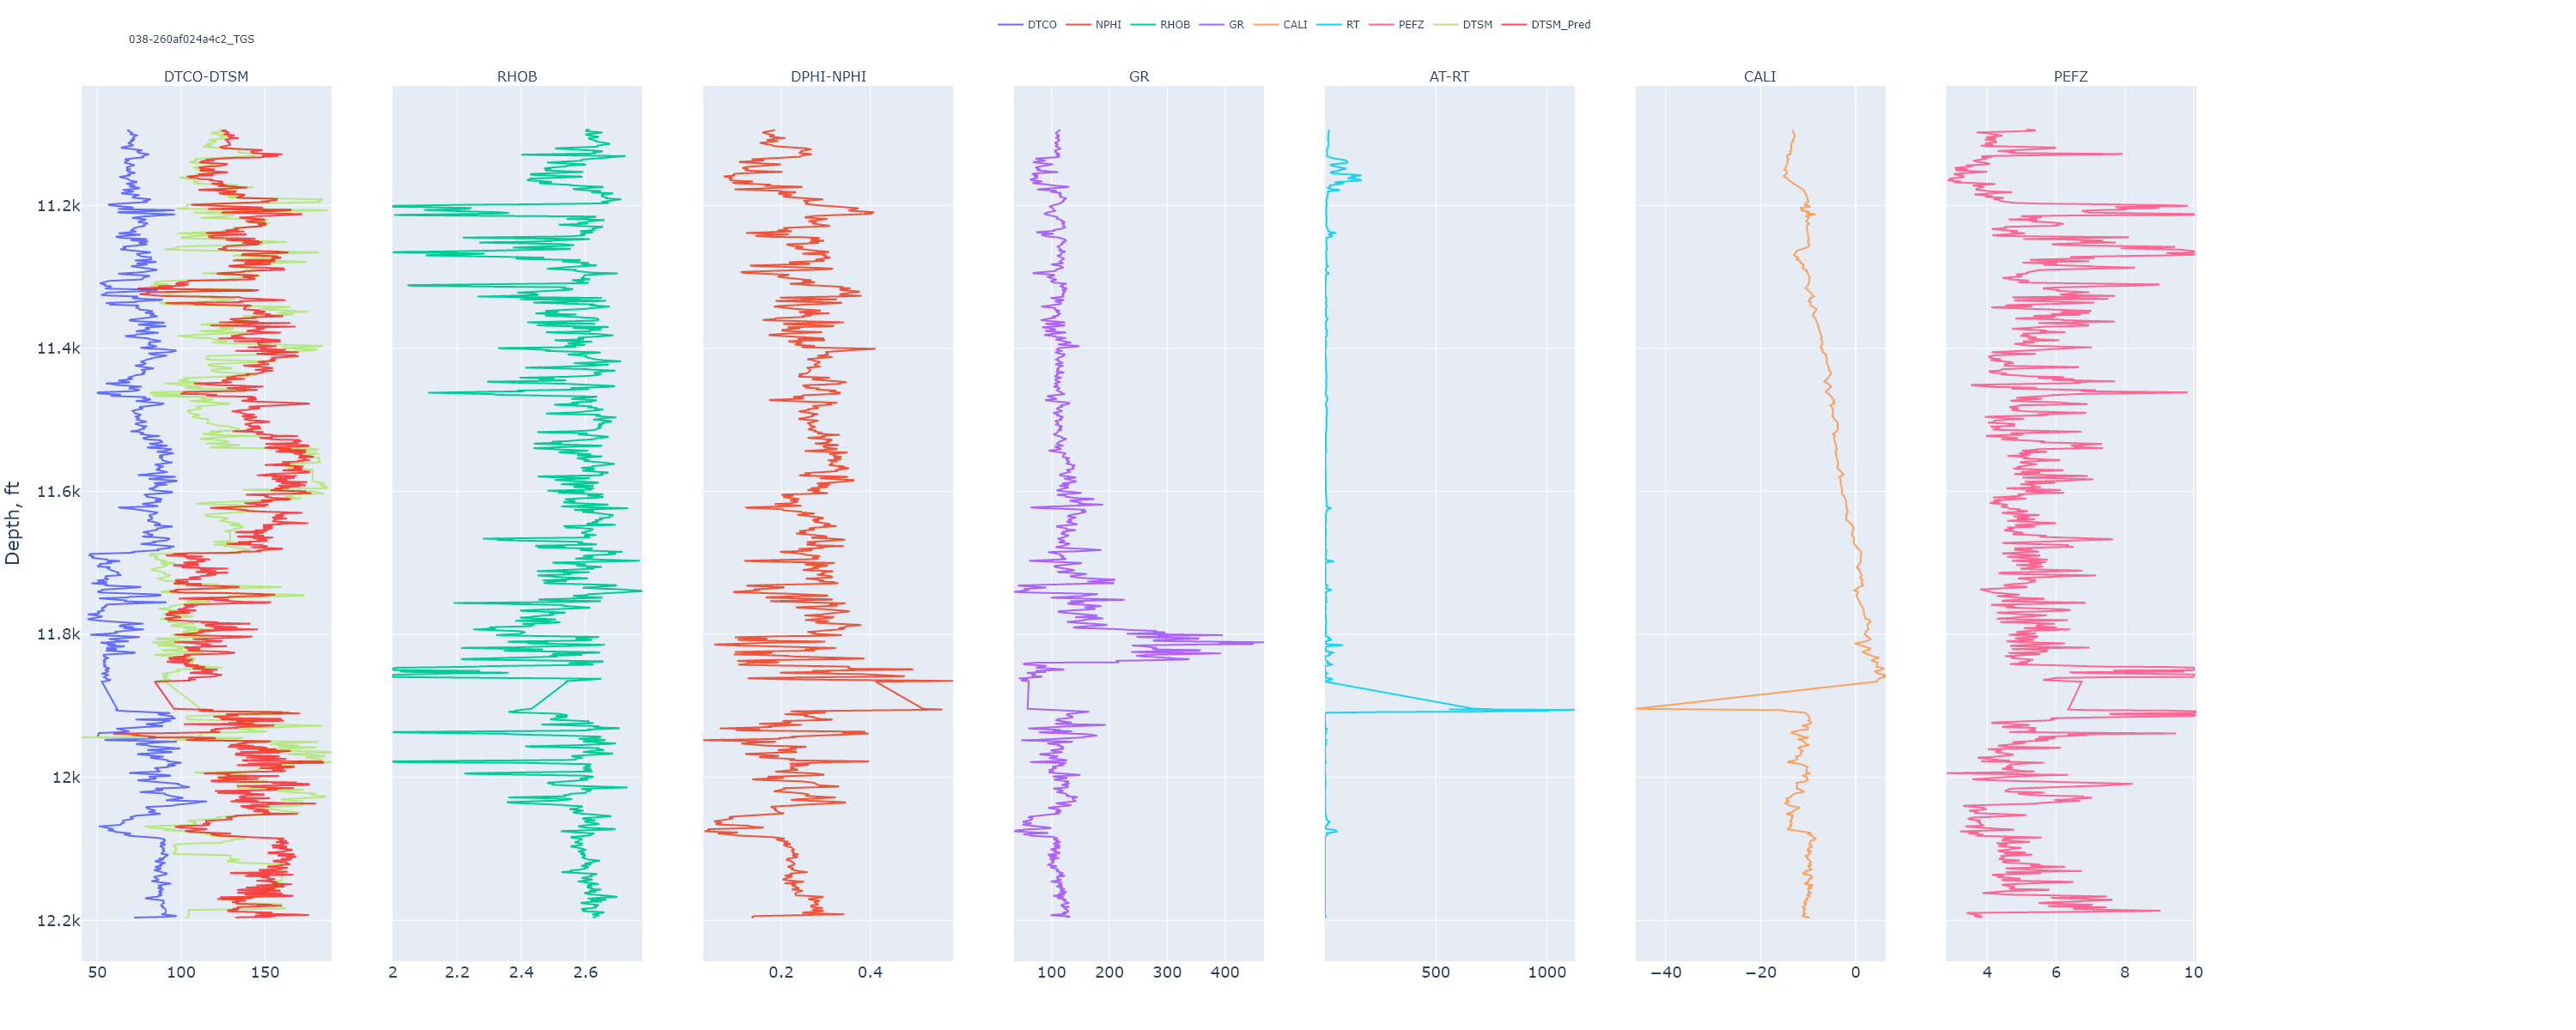 DTCO NPHI RHOB GR CALI RT PEFZ DTSM DTSM_Pred
038-260af024a4c2_TGS
DTCO-DTSM RHOB DPHI-NPHI GR AT-RT CALI PEFZ
Depth, ft
11.2k
11.4k
11.6k
11.8k
12k
12.2k
50 100 150 2 2.2 2.4 2.6 0.2 0.4 100 200 300 400 500 1000 −40 −20 0 4 6 8 10